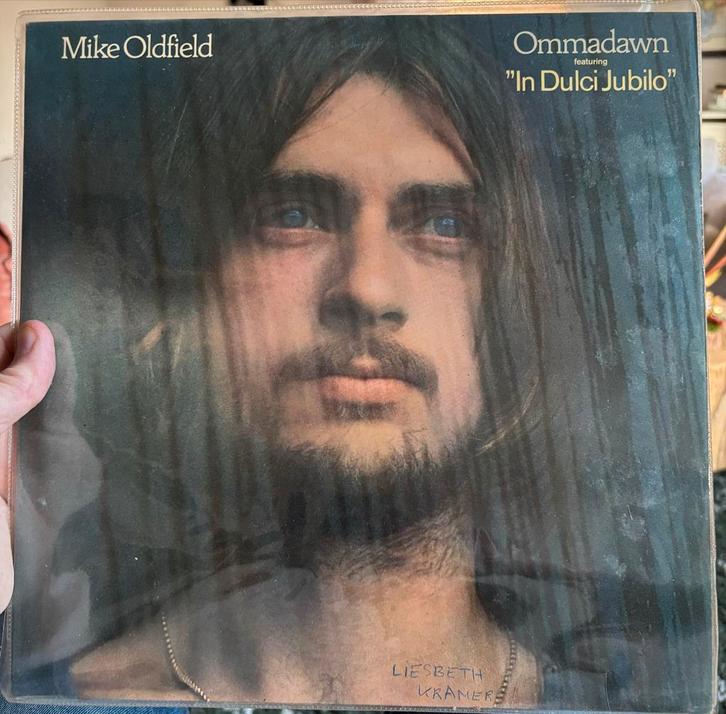 Mike Oldfield
Ommadawn
featuring
"In Dulci Jubilo"
LIESBETH
KRAMER